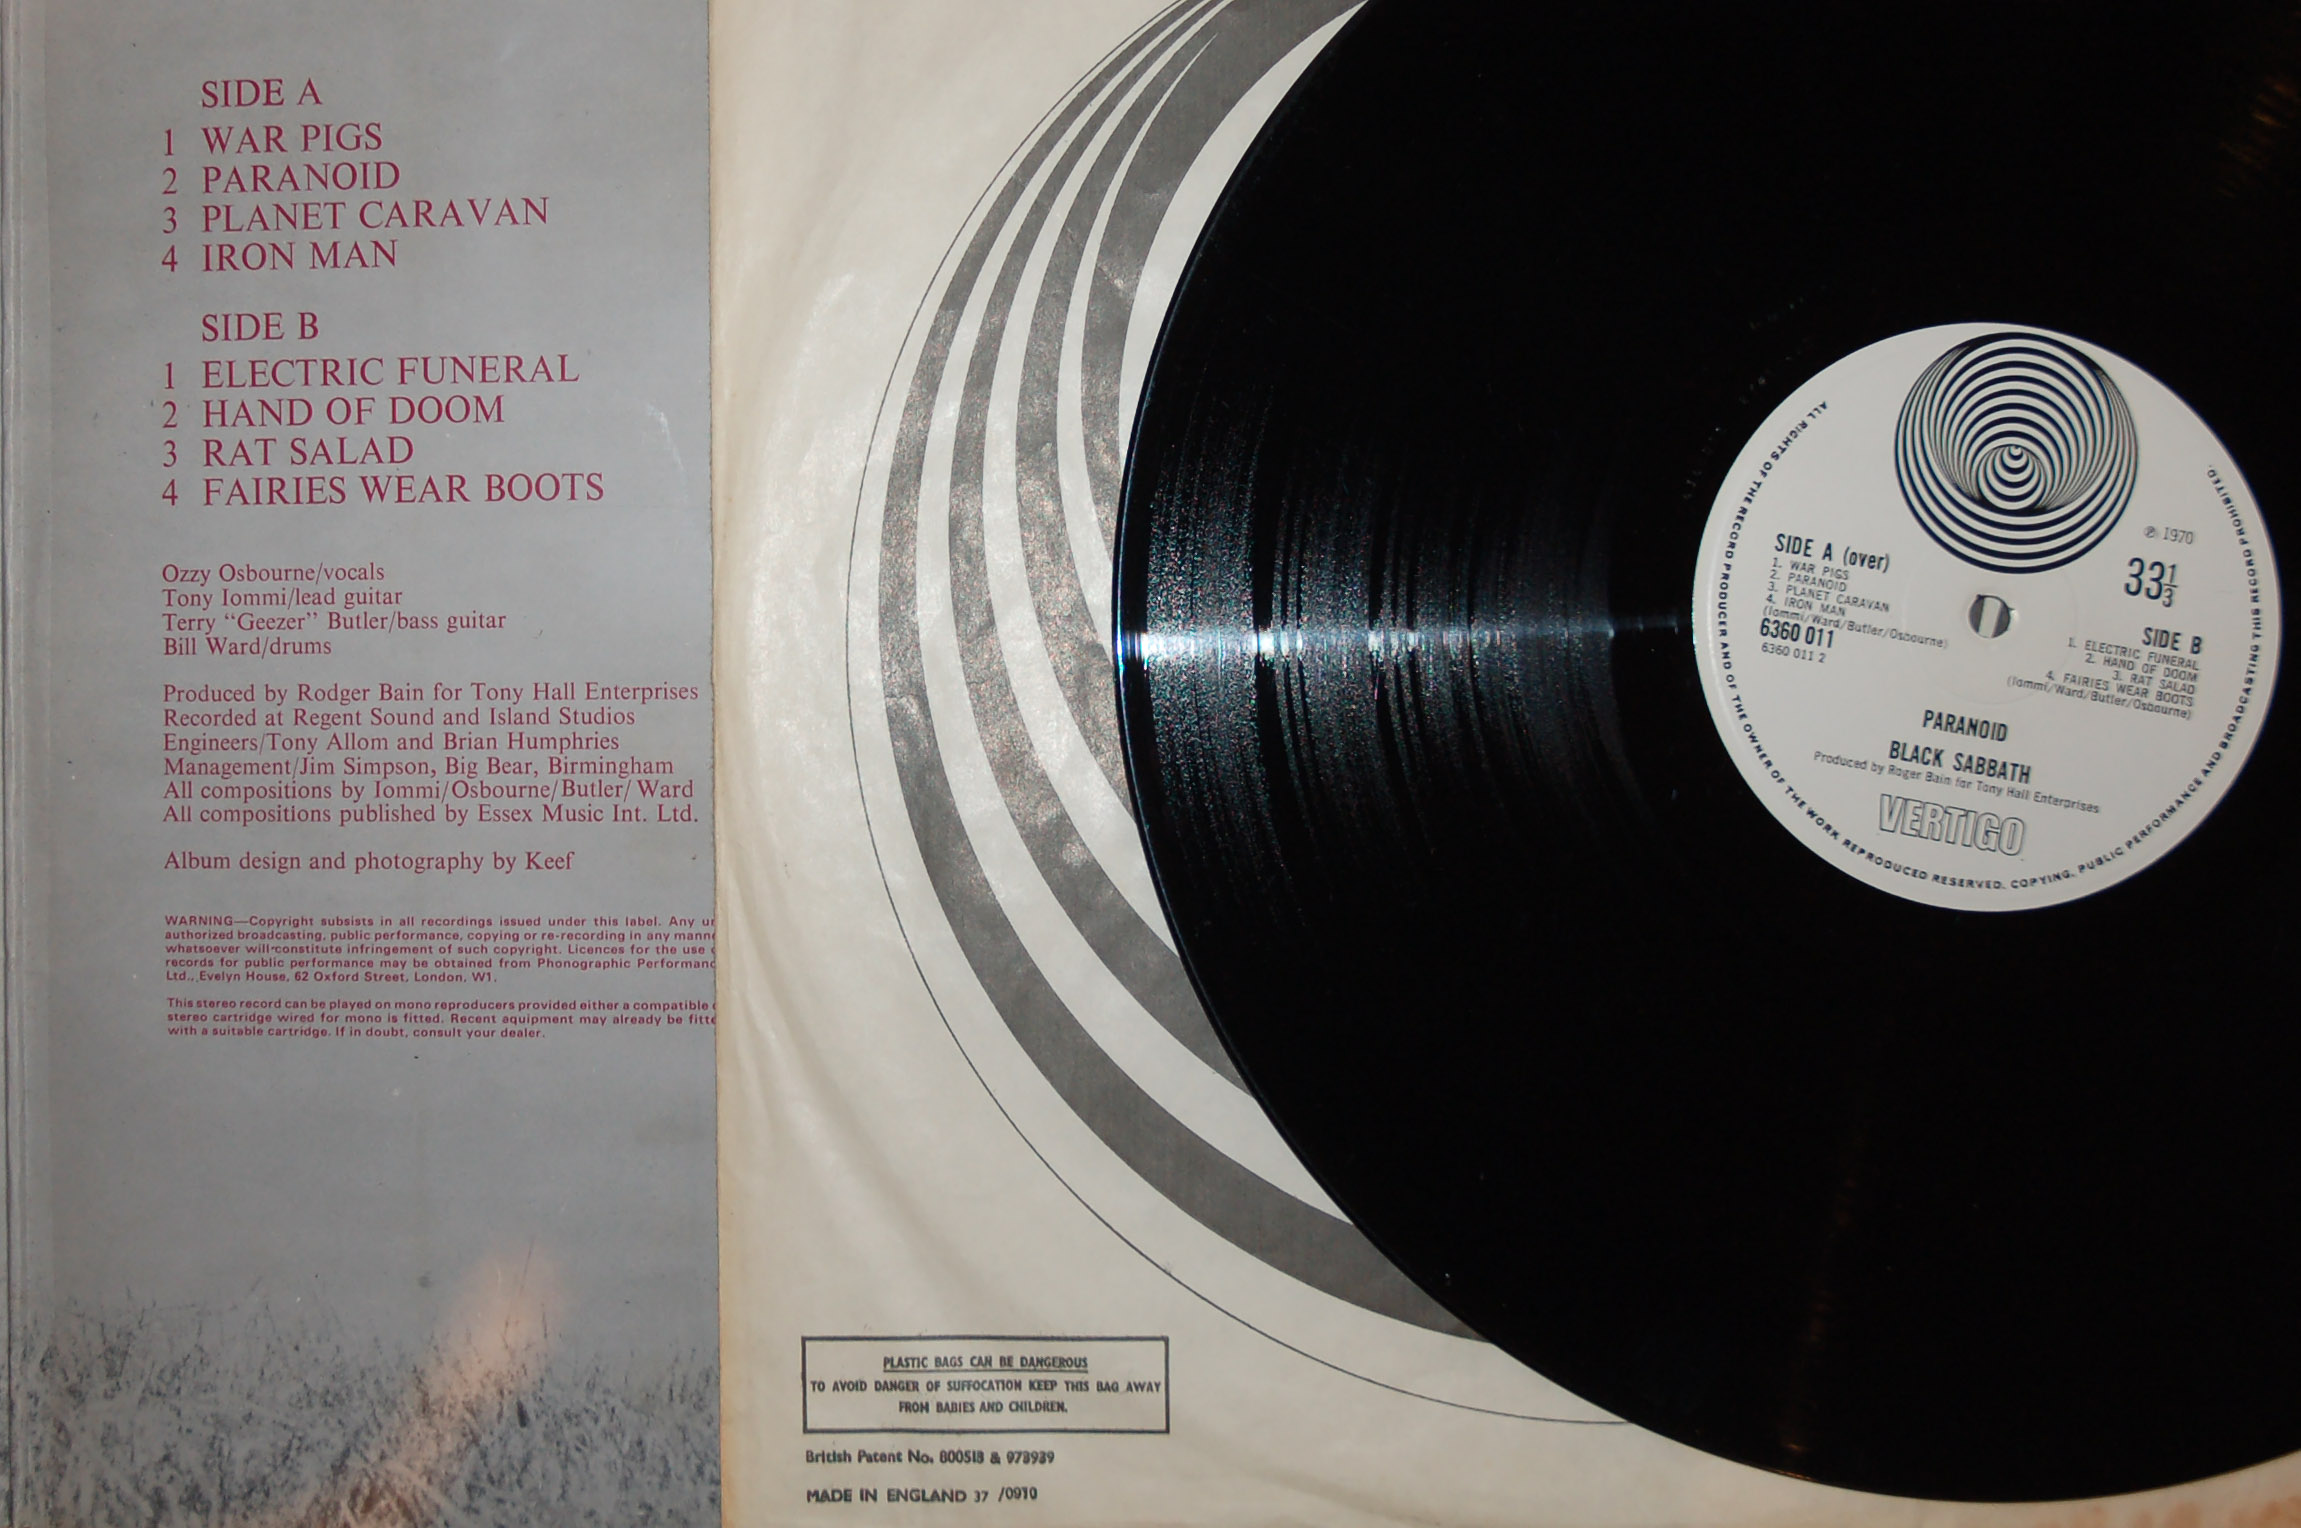 SIDE A
1 WAR PIGS
2 PARANOID
3 PLANET CARAVAN
4 IRON MAN
SIDE B
1 ELECTRIC FUNERAL
2 HAND OF DOOM
3 RAT SALAD
4 FAIRIES WEAR BOOTS
Ozzy Osbourne/vocals
Tony Iommi/lead guitar
Terry “Geezer” Butler/bass guitar
Bill Ward/drums
Produced by Rodger Bain for Tony Hall Enterprises
Recorded at Regent Sound and Island Studios
Engineers/Tony Allom and Brian Humphries
Management/Jim Simpson, Big Bear, Birmingham
All compositions by Iommi/Osbourne/Butler/Ward
All compositions published by Essex Music Int. Ltd.
Album design and photography by Keef
WARNING—Copyright subsists in all recordings issued under this label. Any
authorized broadcasting, public performance, copying or re-recording in any
whatsoever will constitute infringement of such copyright. Licences for the use
records for public performance may be obtained from Phonographic
Ltd., Evelyn House, 62 Oxford Street, London, W1.
This stereo record can be played on mono reproducers provided either a compatible
stereo cartridge wired for mono is fitted. Recent equipment may already be
with a suitable cartridge. If in doubt, consult your dealer.
PLASTIC BAGS CAN BE DANGEROUS
TO AVOID DANGER OF SUFFOCATION KEEP THIS BAG AWAY
FROM BABIES AND CHILDREN.
British Patent No. 800513 & 973939
MADE IN ENGLAND 37 /0910
ALL RIGHTS OF THE RECORD PRODUCER AND OF THE OWNER OF THE WORK REPRODUCED RESERVED. COPYING, PUBLIC PERFORMANCE AND BROADCASTING THIS RECORD PROHIBITED.
℗ 1970
33 1/3
SIDE A (over)
1. WAR PIGS
2. PARANOID
3. PLANET CARAVAN
4. IRON MAN
(Iommi/Ward/Butler/Osbourne)
6360 011
6360 011 2
SIDE B
1. ELECTRIC FUNERAL
2. HAND OF DOOM
3. RAT SALAD
4. FAIRIES WEAR BOOTS
(Iommi/Ward/Butler/Osbourne)
PARANOID
BLACK SABBATH
Produced by Roger Bain for Tony Hall Enterprises
VERTIGO